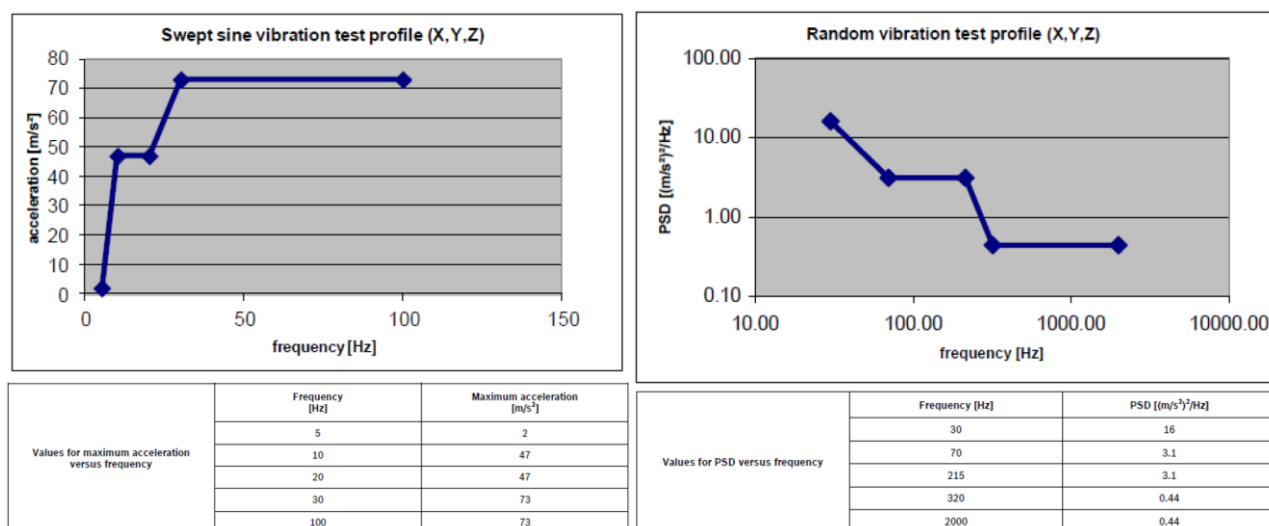 Swept sine vibration test profile (X,Y,Z)
acceleration [m/s²]
80
70
60
50
40
30
20
10
0
0 50 100 150
frequency [Hz]
Random vibration test profile (X,Y,Z)
PSD [(m/s²)²/Hz]
100.00
10.00
1.00
0.10
10.00 100.00 1000.00 10000.00
frequency [Hz]
Values for maximum acceleration
versus frequency
Frequency
[Hz]
Maximum acceleration
[m/s²]
5 2
10 47
20 47
30 73
100 73
Values for PSD versus frequency
Frequency [Hz] PSD [(m/s²)²/Hz]
30 16
70 3.1
215 3.1
320 0.44
2000 0.44